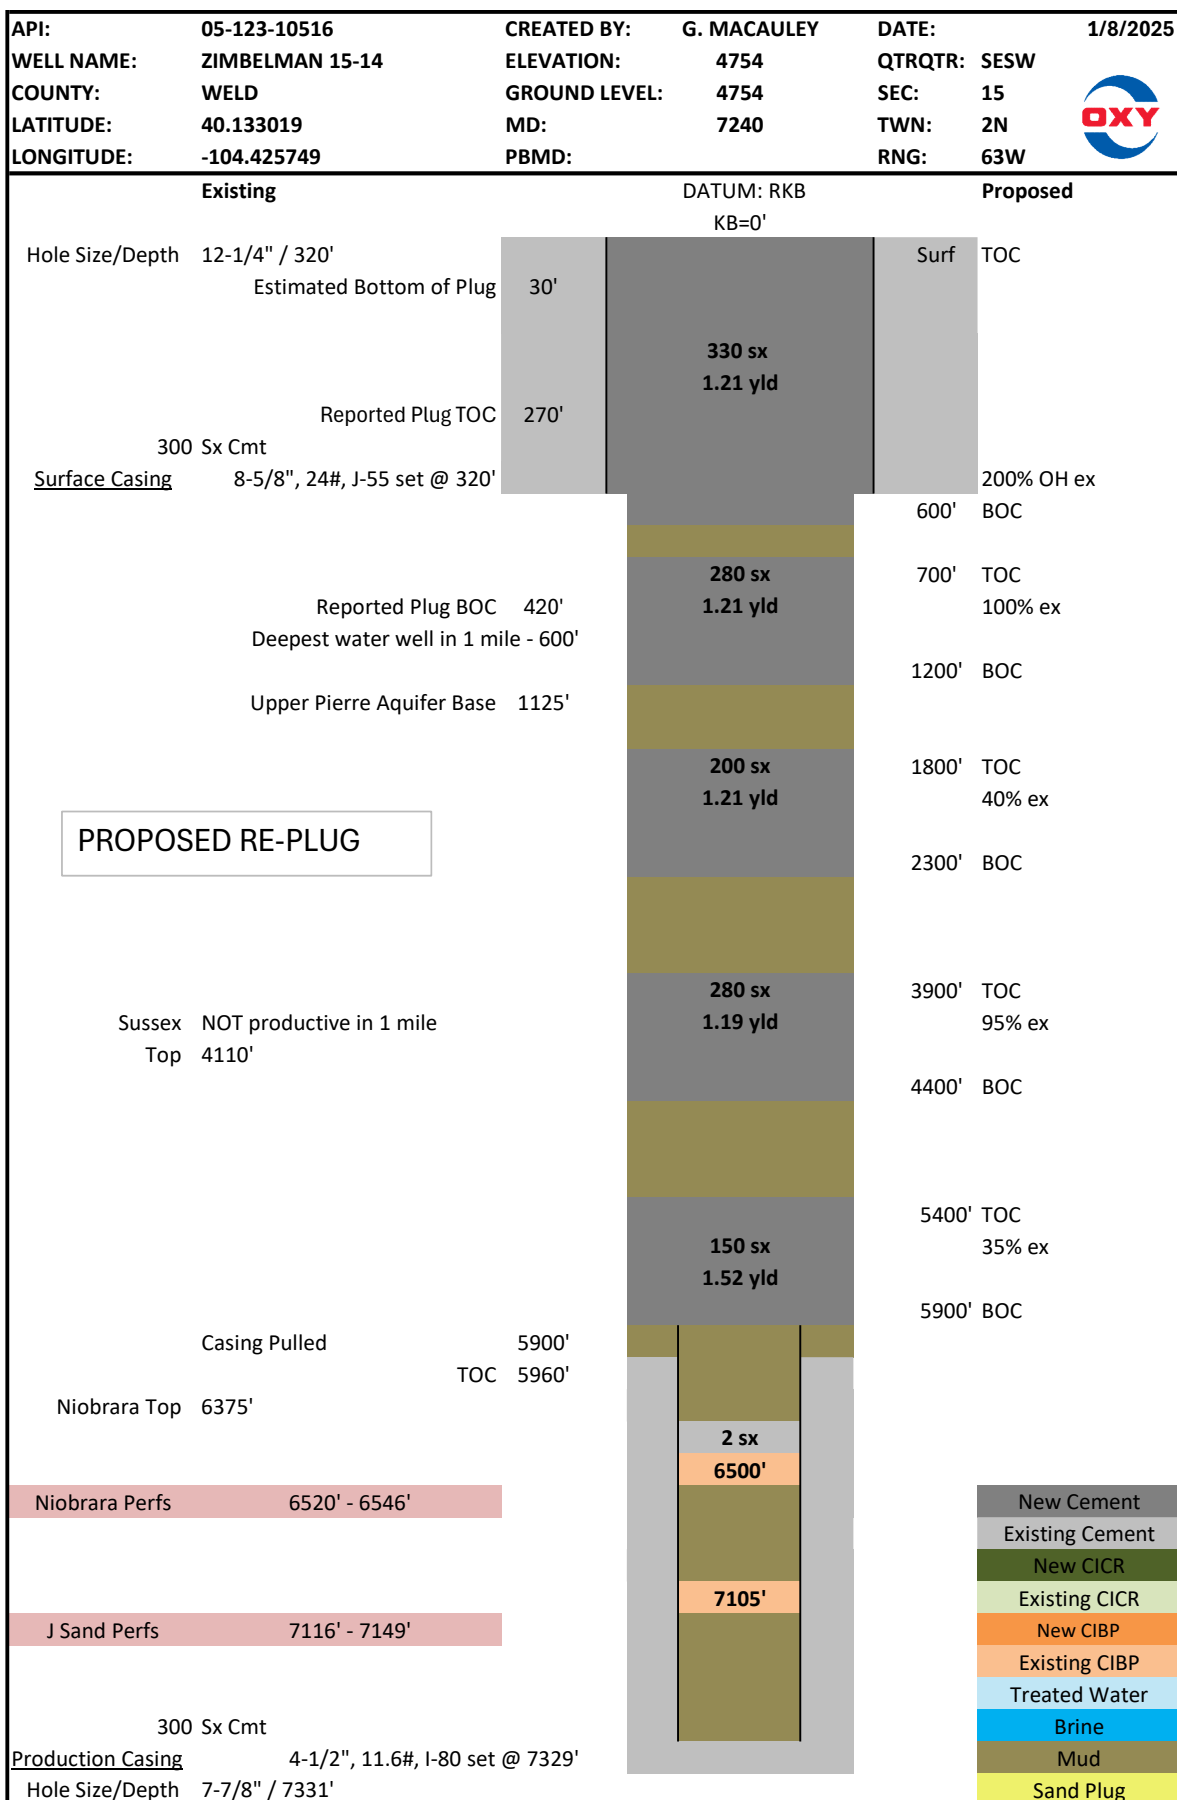 API: 05-123-10516 CREATED BY: G. MACAULEY DATE: 1/8/2025
WELL NAME: ZIMBELMAN 15-14 ELEVATION: 4754 QTRQTR: SESW
COUNTY: WELD GROUND LEVEL: 4754 SEC: 15
LATITUDE: 40.133019 MD: 7240 TWN: 2N
LONGITUDE: -104.425749 PBMD: RNG: 63W
OXY
Existing DATUM: RKB Proposed
KB=0'
Hole Size/Depth 12-1/4" / 320' Surf TOC
Estimated Bottom of Plug 30'
330 sx
1.21 yld
Reported Plug TOC 270'
300 Sx Cmt
Surface Casing 8-5/8", 24#, J-55 set @ 320' 200% OH ex
600' BOC
280 sx 700' TOC
Reported Plug BOC 420' 1.21 yld 100% ex
Deepest water well in 1 mile - 600'
1200' BOC
Upper Pierre Aquifer Base 1125'
200 sx 1800' TOC
1.21 yld 40% ex
PROPOSED RE-PLUG
2300' BOC
280 sx 3900' TOC
Sussex NOT productive in 1 mile 1.19 yld 95% ex
Top 4110'
4400' BOC
5400' TOC
150 sx 35% ex
1.52 yld
5900' BOC
Casing Pulled 5900'
TOC 5960'
Niobrara Top 6375'
2 sx
6500'
Niobrara Perfs 6520' - 6546' New Cement
Existing Cement
New CICR
7105' Existing CICR
J Sand Perfs 7116' - 7149' New CIBP
Existing CIBP
Treated Water
300 Sx Cmt Brine
Production Casing 4-1/2", 11.6#, I-80 set @ 7329' Mud
Hole Size/Depth 7-7/8" / 7331' Sand Plug